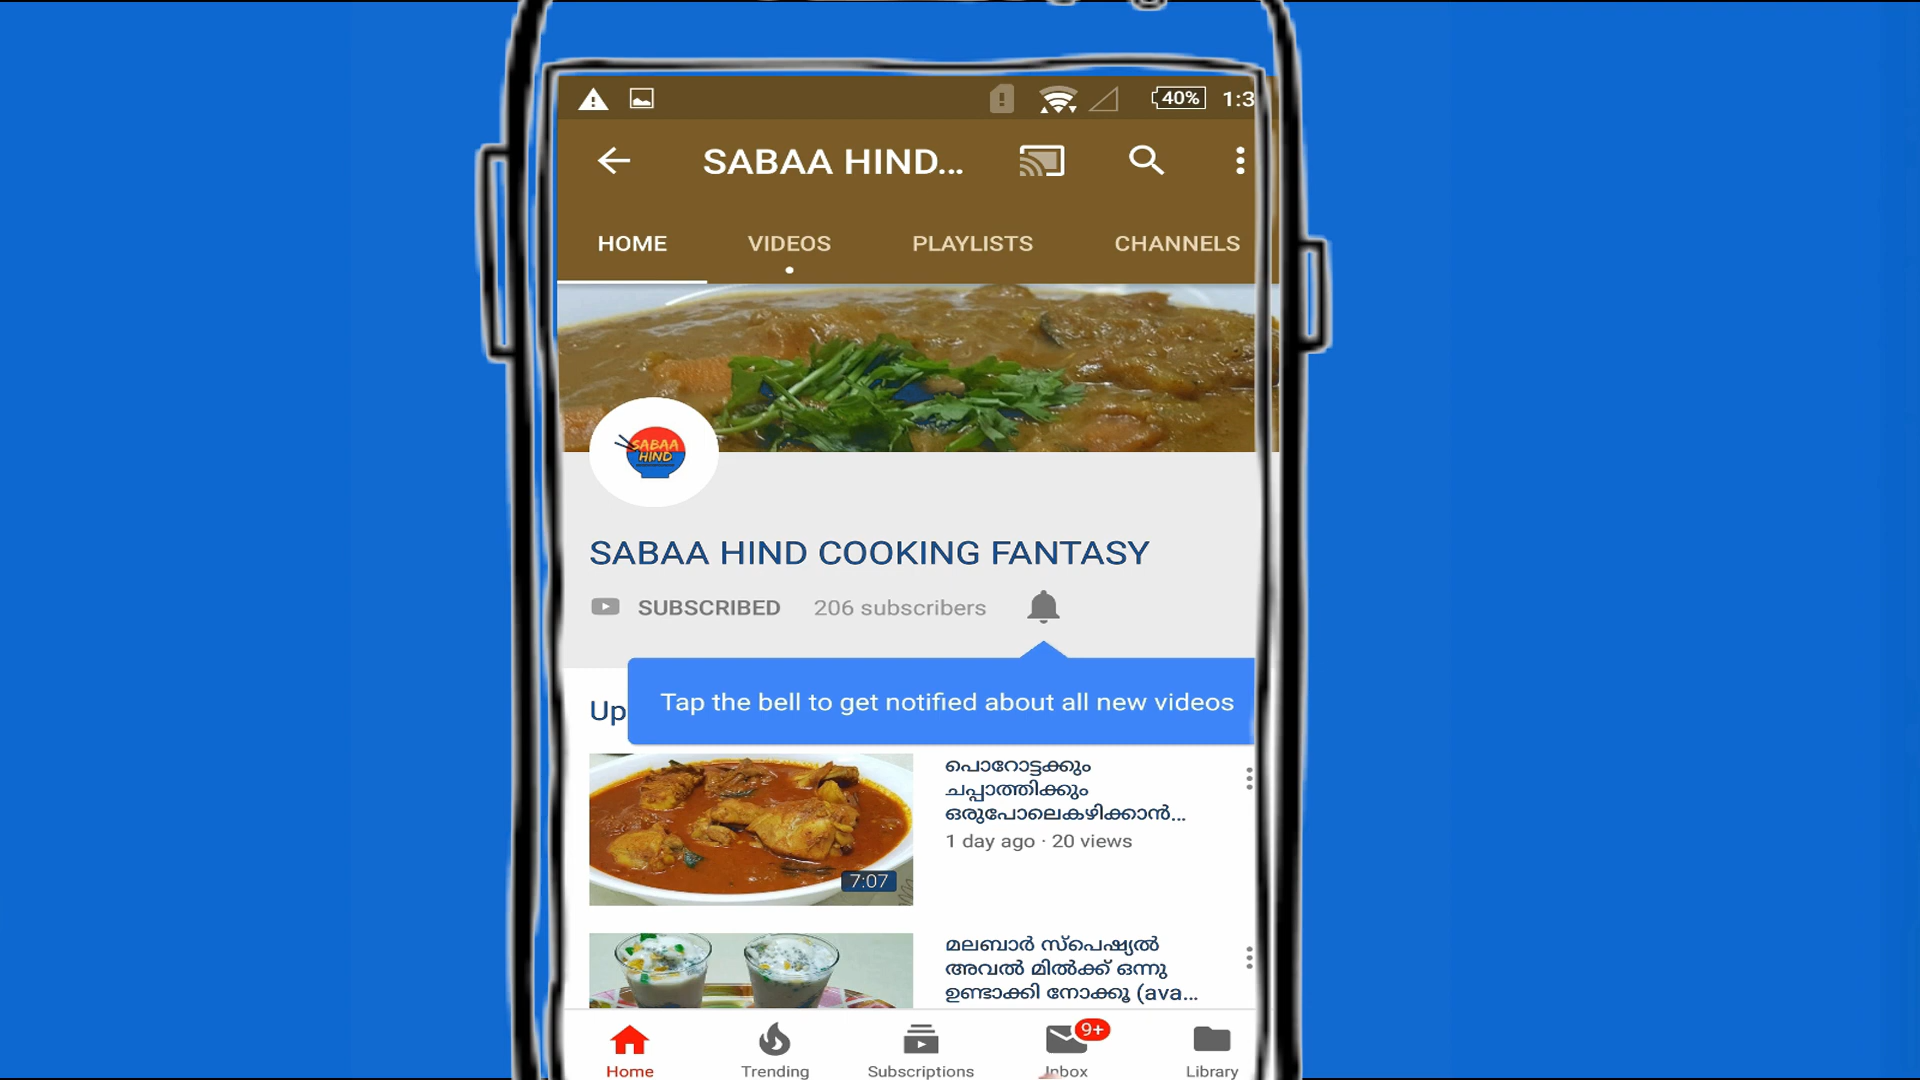 40% 1:3
SABAA HIND...
HOME VIDEOS PLAYLISTS CHANNELS
SABAA
HIND
SABAA HIND COOKING FANTASY
SUBSCRIBED 206 subscribers
Tap the bell to get notified about all new videos
Up
പൊറോട്ടക്കും
ചപ്പാത്തിക്കും
ഒരുപോലെകഴിക്കാൻ...
1 day ago · 20 views
7:07
മലബാർ സ്പെഷ്യൽ
അവൽ മിൽക്ക് ഒന്നു
ഉണ്ടാക്കി നോക്കൂ (ava...
9+
Home Trending Subscriptions Inbox Library